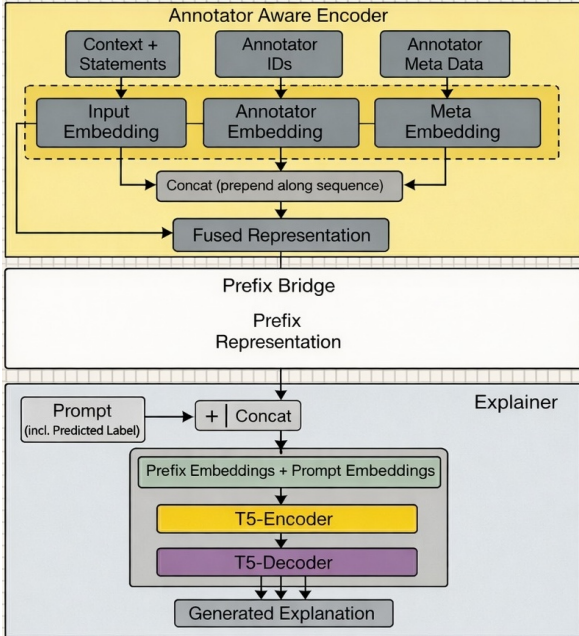 Annotator Aware Encoder
Context +
Statements
Annotator
IDs
Annotator
Meta Data
Input
Embedding
Annotator
Embedding
Meta
Embedding
Concat (prepend along sequence)
Fused Representation
Prefix Bridge
Prefix
Representation
Explainer
Prompt
(incl. Predicted Label)
+ | Concat
Prefix Embeddings + Prompt Embeddings
T5-Encoder
T5-Decoder
Generated Explanation